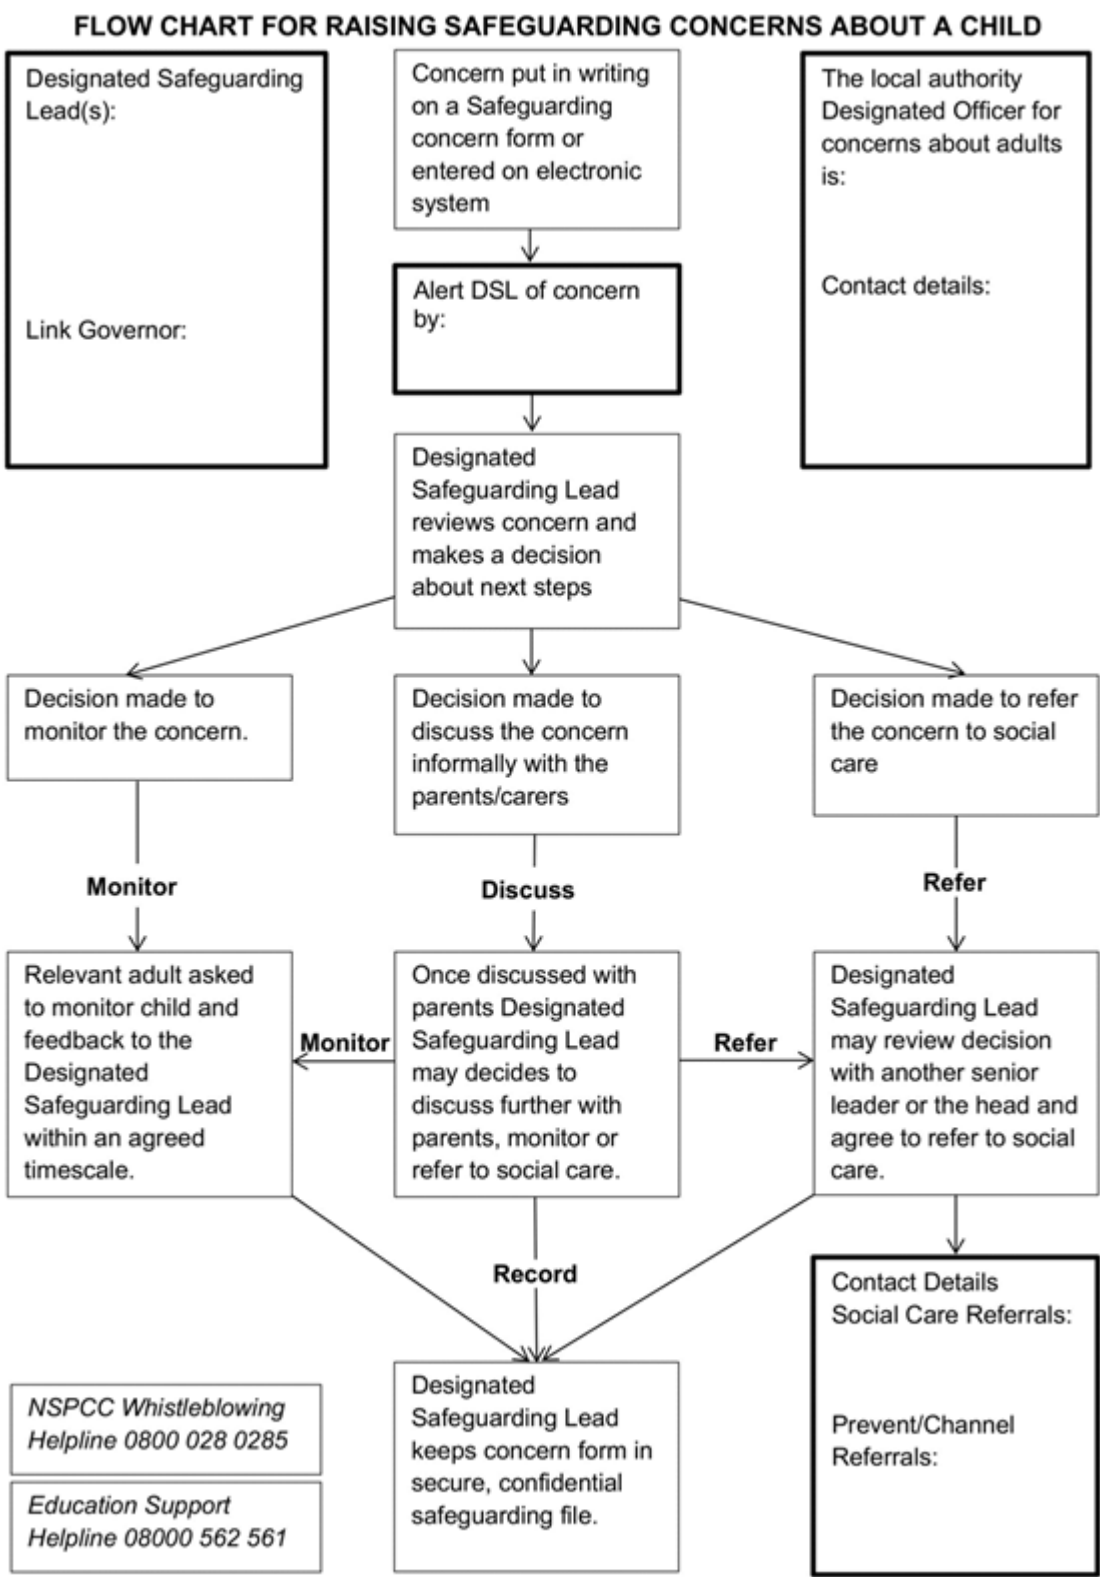 FLOW CHART FOR RAISING SAFEGUARDING CONCERNS ABOUT A CHILD
Designated Safeguarding
Lead(s):
Link Governor:
Concern put in writing
on a Safeguarding
concern form or
entered on electronic
system
The local authority
Designated Officer for
concerns about adults
is:
Contact details:
Alert DSL of concern
by:
Designated
Safeguarding Lead
reviews concern and
makes a decision
about next steps
Decision made to
monitor the concern.
Decision made to
discuss the concern
informally with the
parents/carers
Decision made to refer
the concern to social
care
Monitor
Discuss
Refer
Relevant adult asked
to monitor child and
feedback to the
Designated
Safeguarding Lead
within an agreed
timescale.
Monitor
Once discussed with
parents Designated
Safeguarding Lead
may decides to
discuss further with
parents, monitor or
refer to social care.
Refer
Designated
Safeguarding Lead
may review decision
with another senior
leader or the head and
agree to refer to social
care.
Record
Contact Details
Social Care Referrals:
Prevent/Channel
Referrals:
Designated
Safeguarding Lead
keeps concern form in
secure, confidential
safeguarding file.
NSPCC Whistleblowing
Helpline 0800 028 0285
Education Support
Helpline 08000 562 561